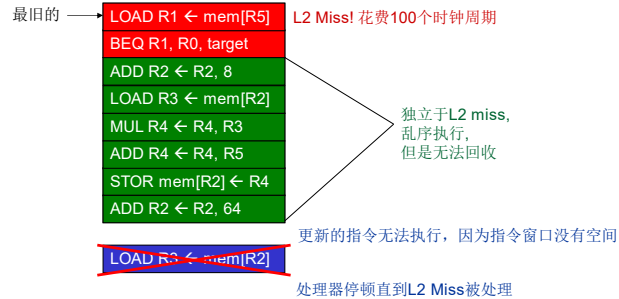 最旧的
LOAD R1 ← mem[R5]
L2 Miss! 花费100个时钟周期
BEQ R1, R0, target
ADD R2 ← R2, 8
LOAD R3 ← mem[R2]
MUL R4 ← R4, R3
ADD R4 ← R4, R5
STOR mem[R2] ← R4
ADD R2 ← R2, 64
独立于L2 miss,
乱序执行,
但是无法回收
更新的指令无法执行，因为指令窗口没有空间
LOAD R3 ← mem[R2]
处理器停顿直到L2 Miss被处理